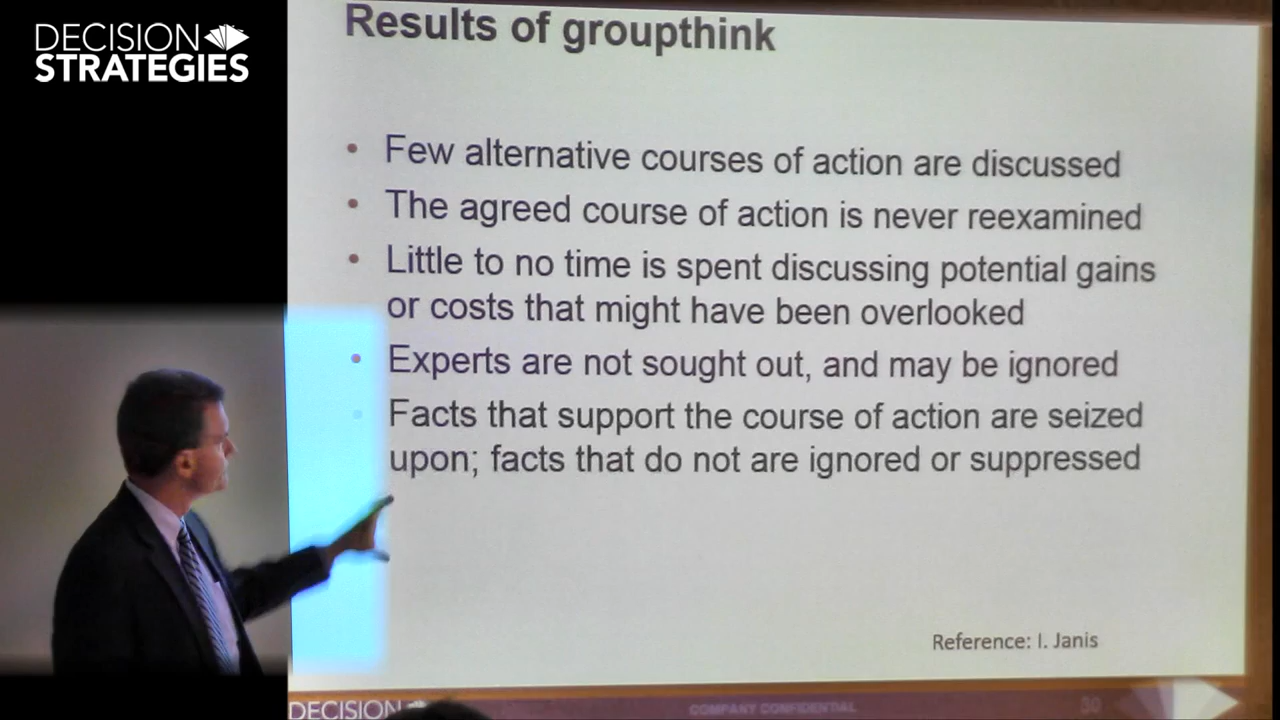 DECISION
STRATEGIES
Results of groupthink
• Few alternative courses of action are discussed
• The agreed course of action is never reexamined
• Little to no time is spent discussing potential gains
or costs that might have been overlooked
• Experts are not sought out, and may be ignored
• Facts that support the course of action are seized
upon; facts that do not are ignored or suppressed
Reference: I. Janis
DECISION
COMPANY CONFIDENTIAL
30